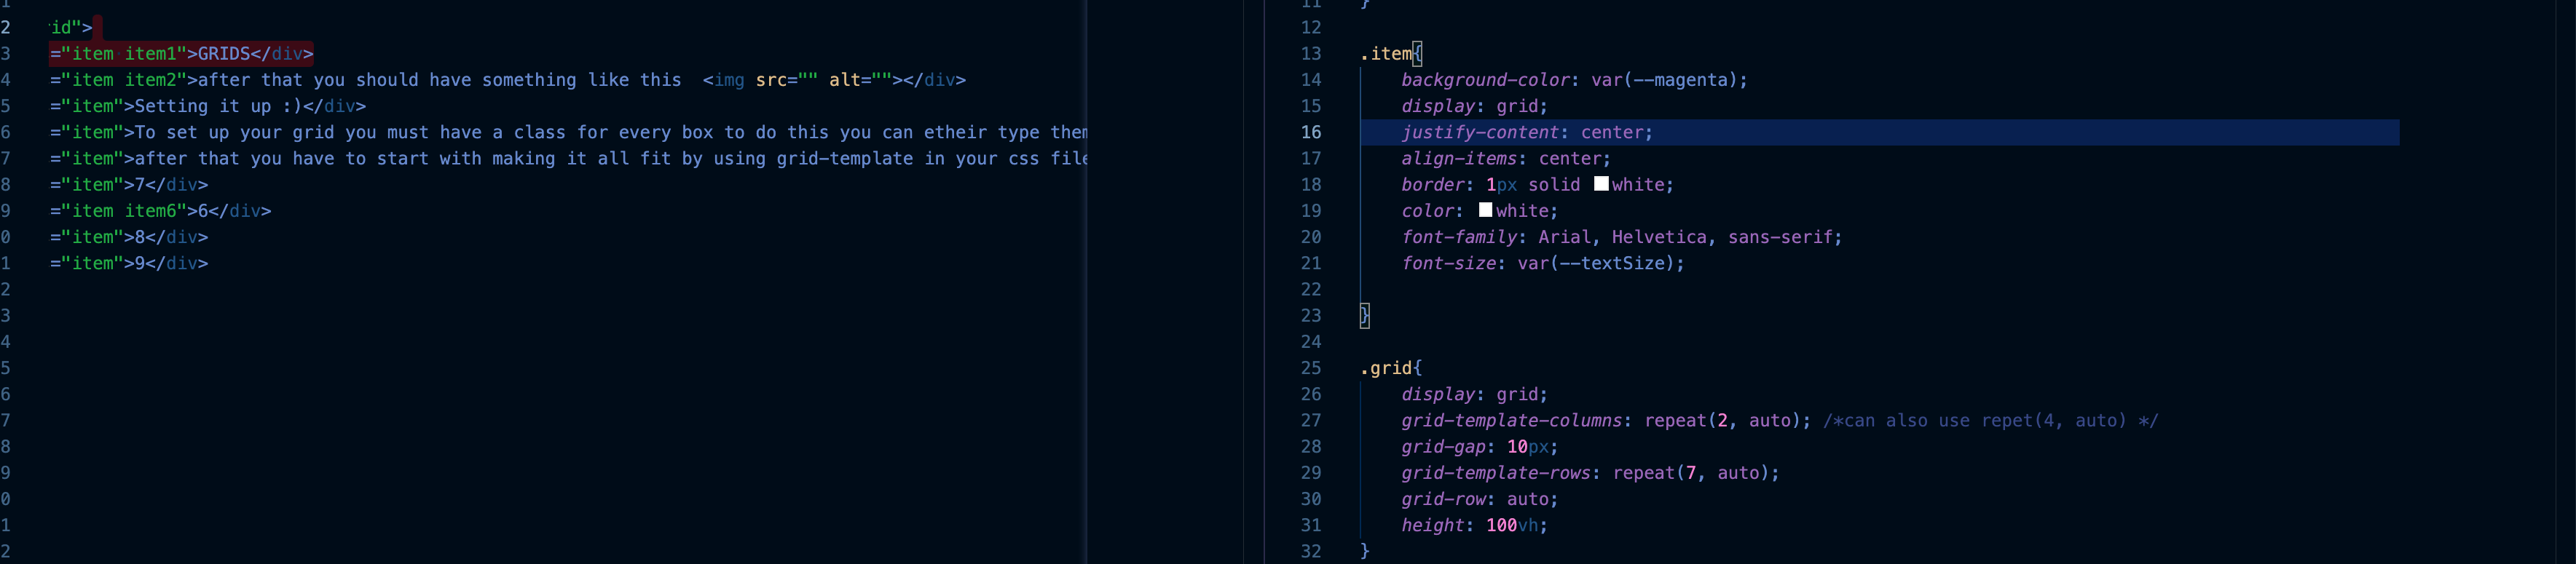 1
2 id">
3 ="item item1">GRIDS</div>
4 ="item item2">after that you should have something like this  <img src="" alt=""></div>
5 ="item">Setting it up :)</div>
6 ="item">To set up your grid you must have a class for every box to do this you can etheir type them
7 ="item">after that you have to start with making it all fit by using grid-template in your css file
8 ="item">7</div>
9 ="item item6">6</div>
0 ="item">8</div>
1 ="item">9</div>
2
3
4
5
6
7
8
9
0
1
2
11 }
12
13 .item{
14 background-color: var(--magenta);
15 display: grid;
16 justify-content: center;
17 align-items: center;
18 border: 1px solid white;
19 color: white;
20 font-family: Arial, Helvetica, sans-serif;
21 font-size: var(--textSize);
22
23 }
24
25 .grid{
26 display: grid;
27 grid-template-columns: repeat(2, auto); /*can also use repet(4, auto) */
28 grid-gap: 10px;
29 grid-template-rows: repeat(7, auto);
30 grid-row: auto;
31 height: 100vh;
32 }